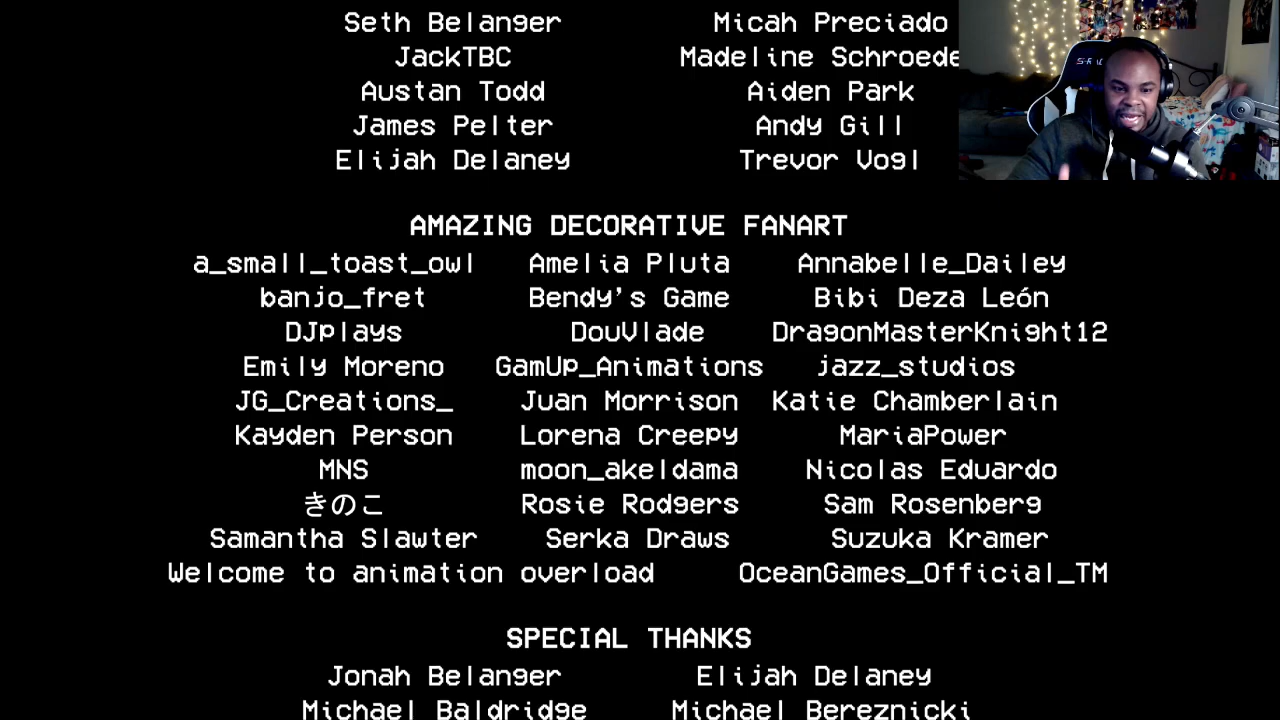 Seth Belanger Micah Preciado
JackTBC Madeline Schroede
Austan Todd Aiden Park
James Pelter Andy Gill
Elijah Delaney Trevor Vogl
AMAZING DECORATIVE FANART
a_small_toast_owl Amelia Pluta Annabelle_Dailey
banjo_fret Bendy's Game Bibi Deza León
DJplays DouVlade DragonMasterKnight12
Emily Moreno GamUp_Animations jazz_studios
JG_Creations_ Juan Morrison Katie Chamberlain
Kayden Person Lorena Creepy MariaPower
MNS moon_akeldama Nicolas Eduardo
きのこ Rosie Rodgers Sam Rosenberg
Samantha Slawter Serka Draws Suzuka Kramer
Welcome to animation overload OceanGames_Official_TM
SPECIAL THANKS
Jonah Belanger Elijah Delaney
Michael Baldridge Michael Bereznicki